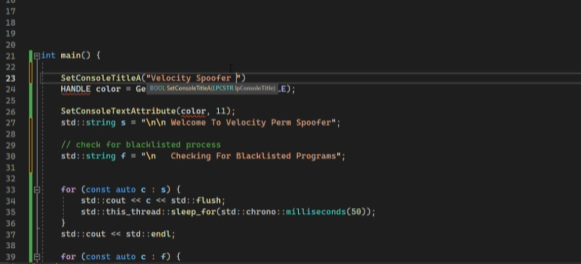 17
18
19
20
21 int main() {
22
23 SetConsoleTitleA("Velocity Spoofer ")
24 HANDLE color = Ge BOOL SetConsoleTitleA(LPCSTR lpConsoleTitle) .E);
25
26 SetConsoleTextAttribute(color, 11);
27 std::string s = "\n\n Welcome To Velocity Perm Spoofer";
28
29 // check for blacklisted process
30 std::string f = "\n   Checking For Blacklisted Programs";
31
32
33 for (const auto c : s) {
34 std::cout << c << std::flush;
35 std::this_thread::sleep_for(std::chrono::milliseconds(50));
36 }
37 std::cout << std::endl;
38
39 for (const auto c : f) {